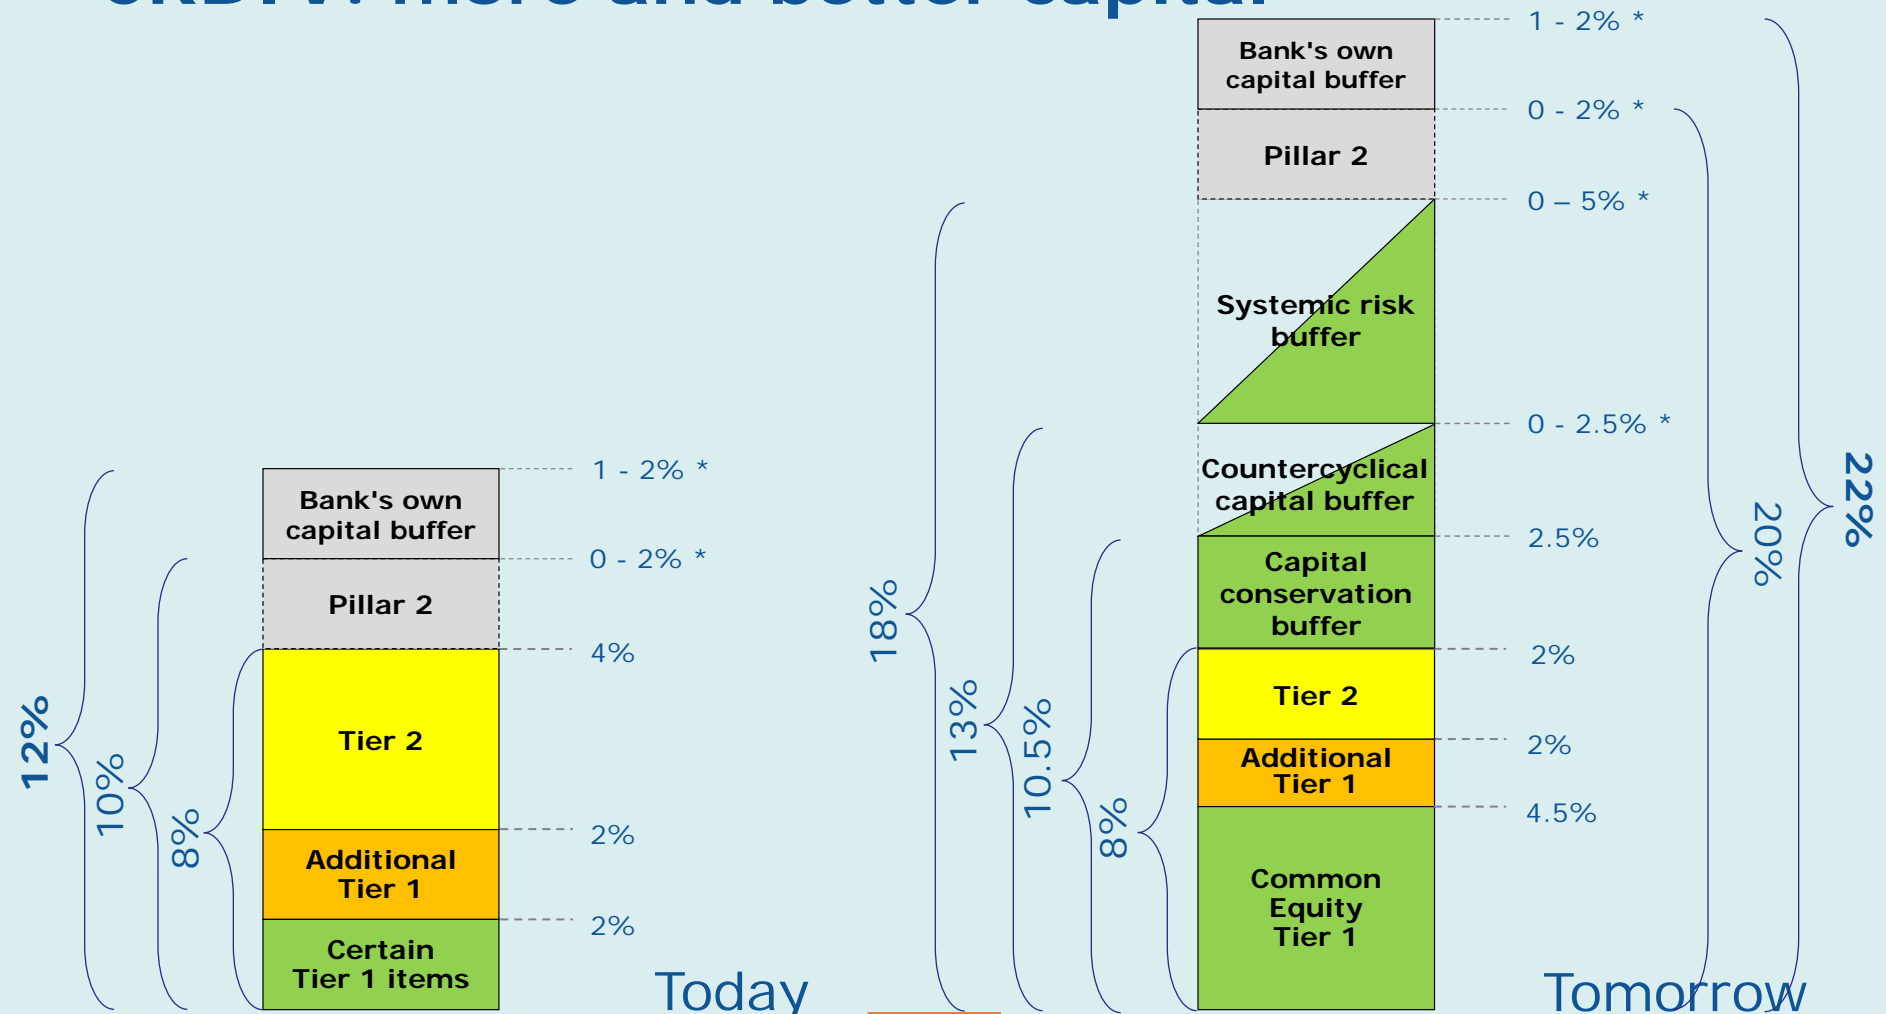 and better capital
1 - 2% *
Bank's own
capital buffer
0 - 2% *
Pillar 2
0 – 5% *
Systemic risk
buffer
0 - 2.5% *
Countercyclical
capital buffer
2.5%
Capital
conservation
buffer
2%
Tier 2
2%
Additional
Tier 1
4.5%
Common
Equity
Tier 1
18%
13%
10.5%
8%
20%
22%
Tomorrow
1 - 2% *
Bank's own
capital buffer
0 - 2% *
Pillar 2
4%
Tier 2
2%
Additional
Tier 1
2%
Certain
Tier 1 items
12%
10%
8%
Today